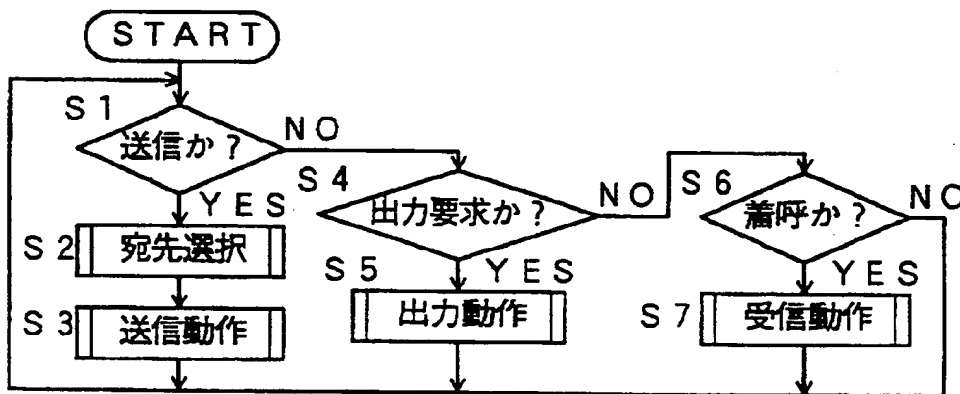 START
S1
送信か?
NO
YES
S2
宛先選択
S3
送信動作
S4
出力要求か?
NO
YES
S5
出力動作
S6
着呼か?
NO
YES
S7
受信動作